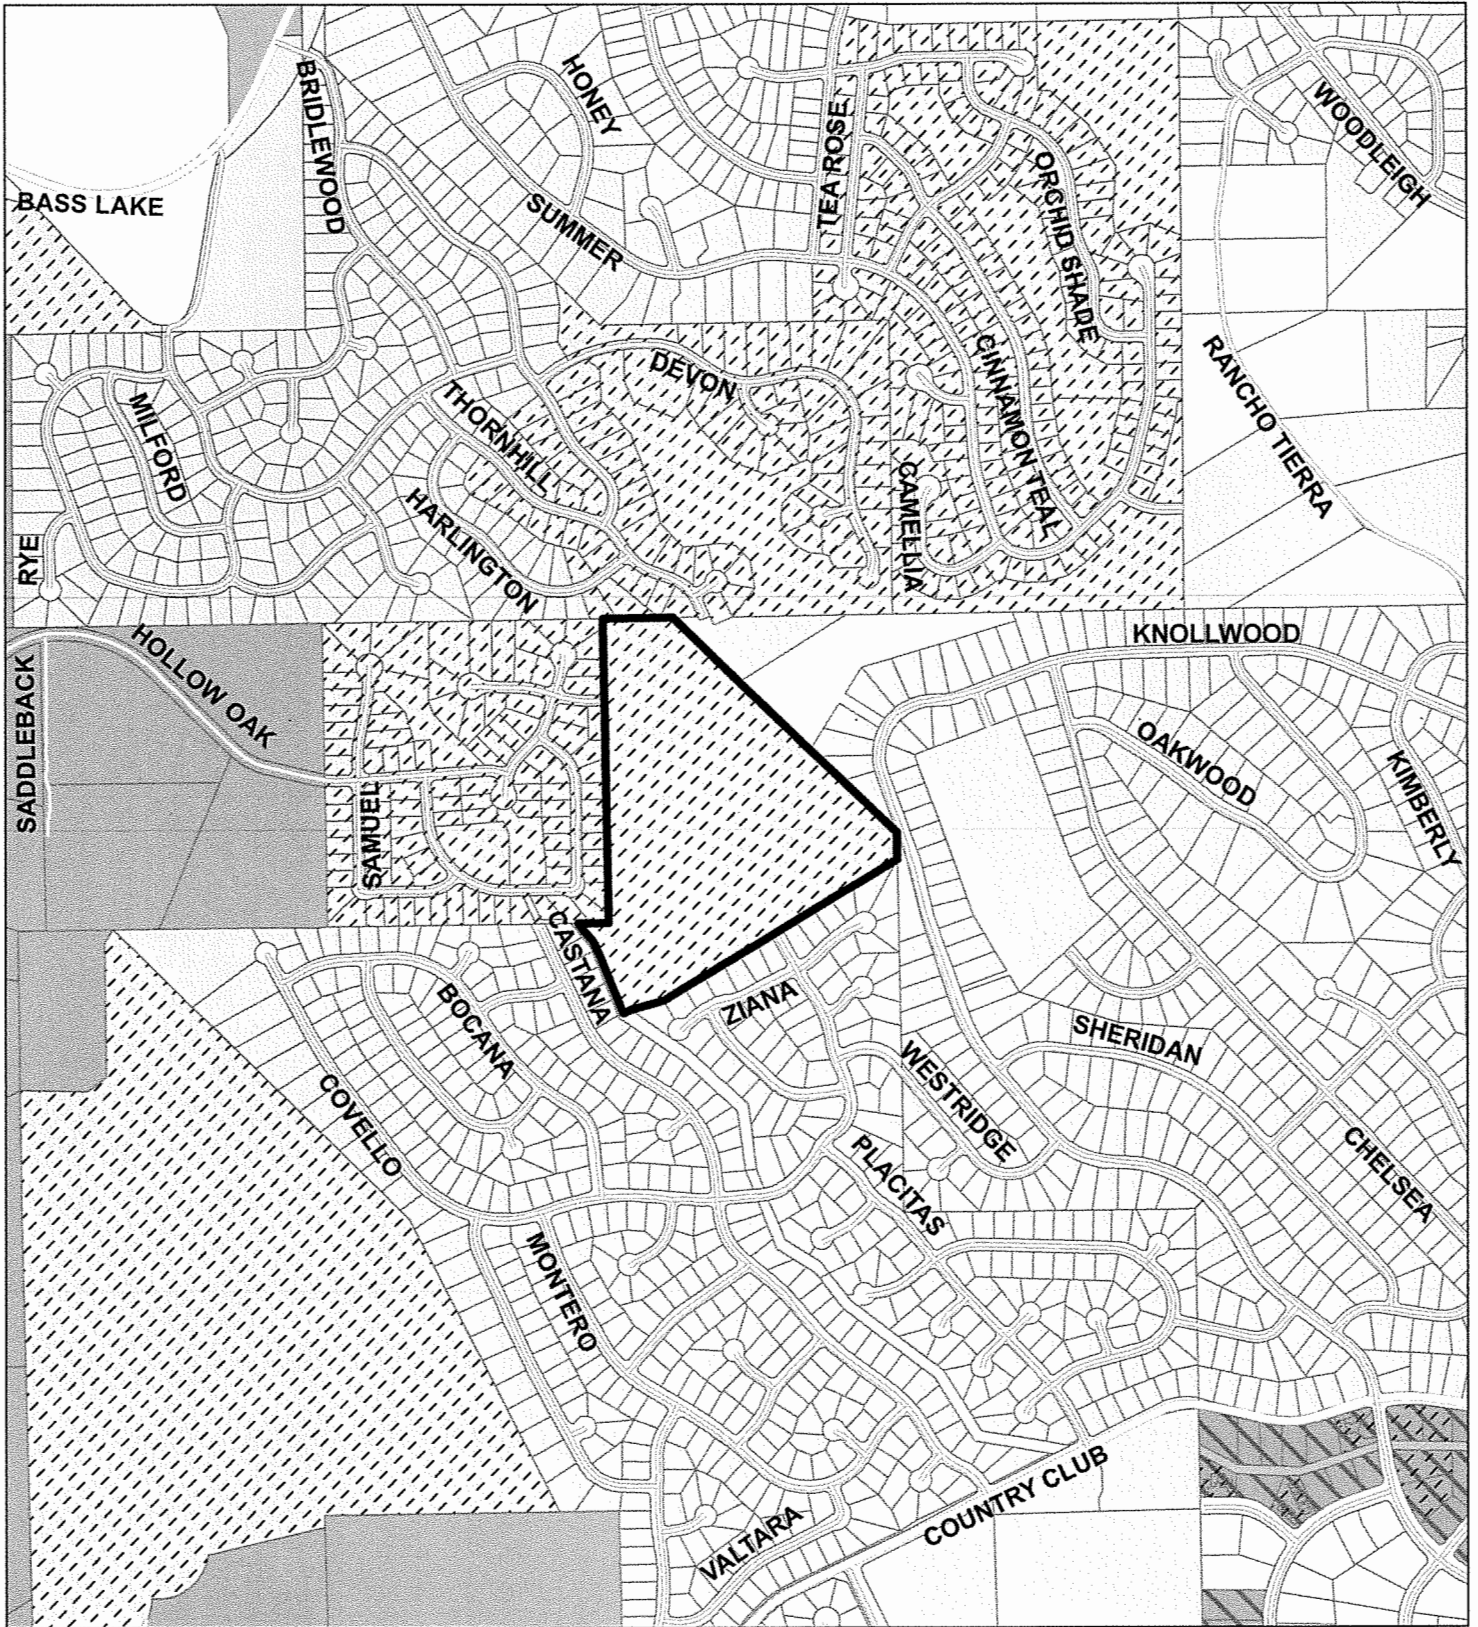 HONEY
BRIDLEWOOD
WOODLEIGH
TEA ROSE
ORCHID SHADE
BASS LAKE
SUMMER
CINNAMON TEAL
RANCHO TIERRA
DEVON
MILFORD
THORNHILL
HARLINGTON
CAMELLIA
RYE
KNOLLWOOD
HOLLOW OAK
SADDLEBACK
OAKWOOD
KIMBERLY
SAMUEL
CASTANA
ZIANA
BOCANA
SHERIDAN
WESTRIDGE
COVELLO
PLACITAS
CHELSEA
MONTERO
COUNTRY CLUB
VALTARA